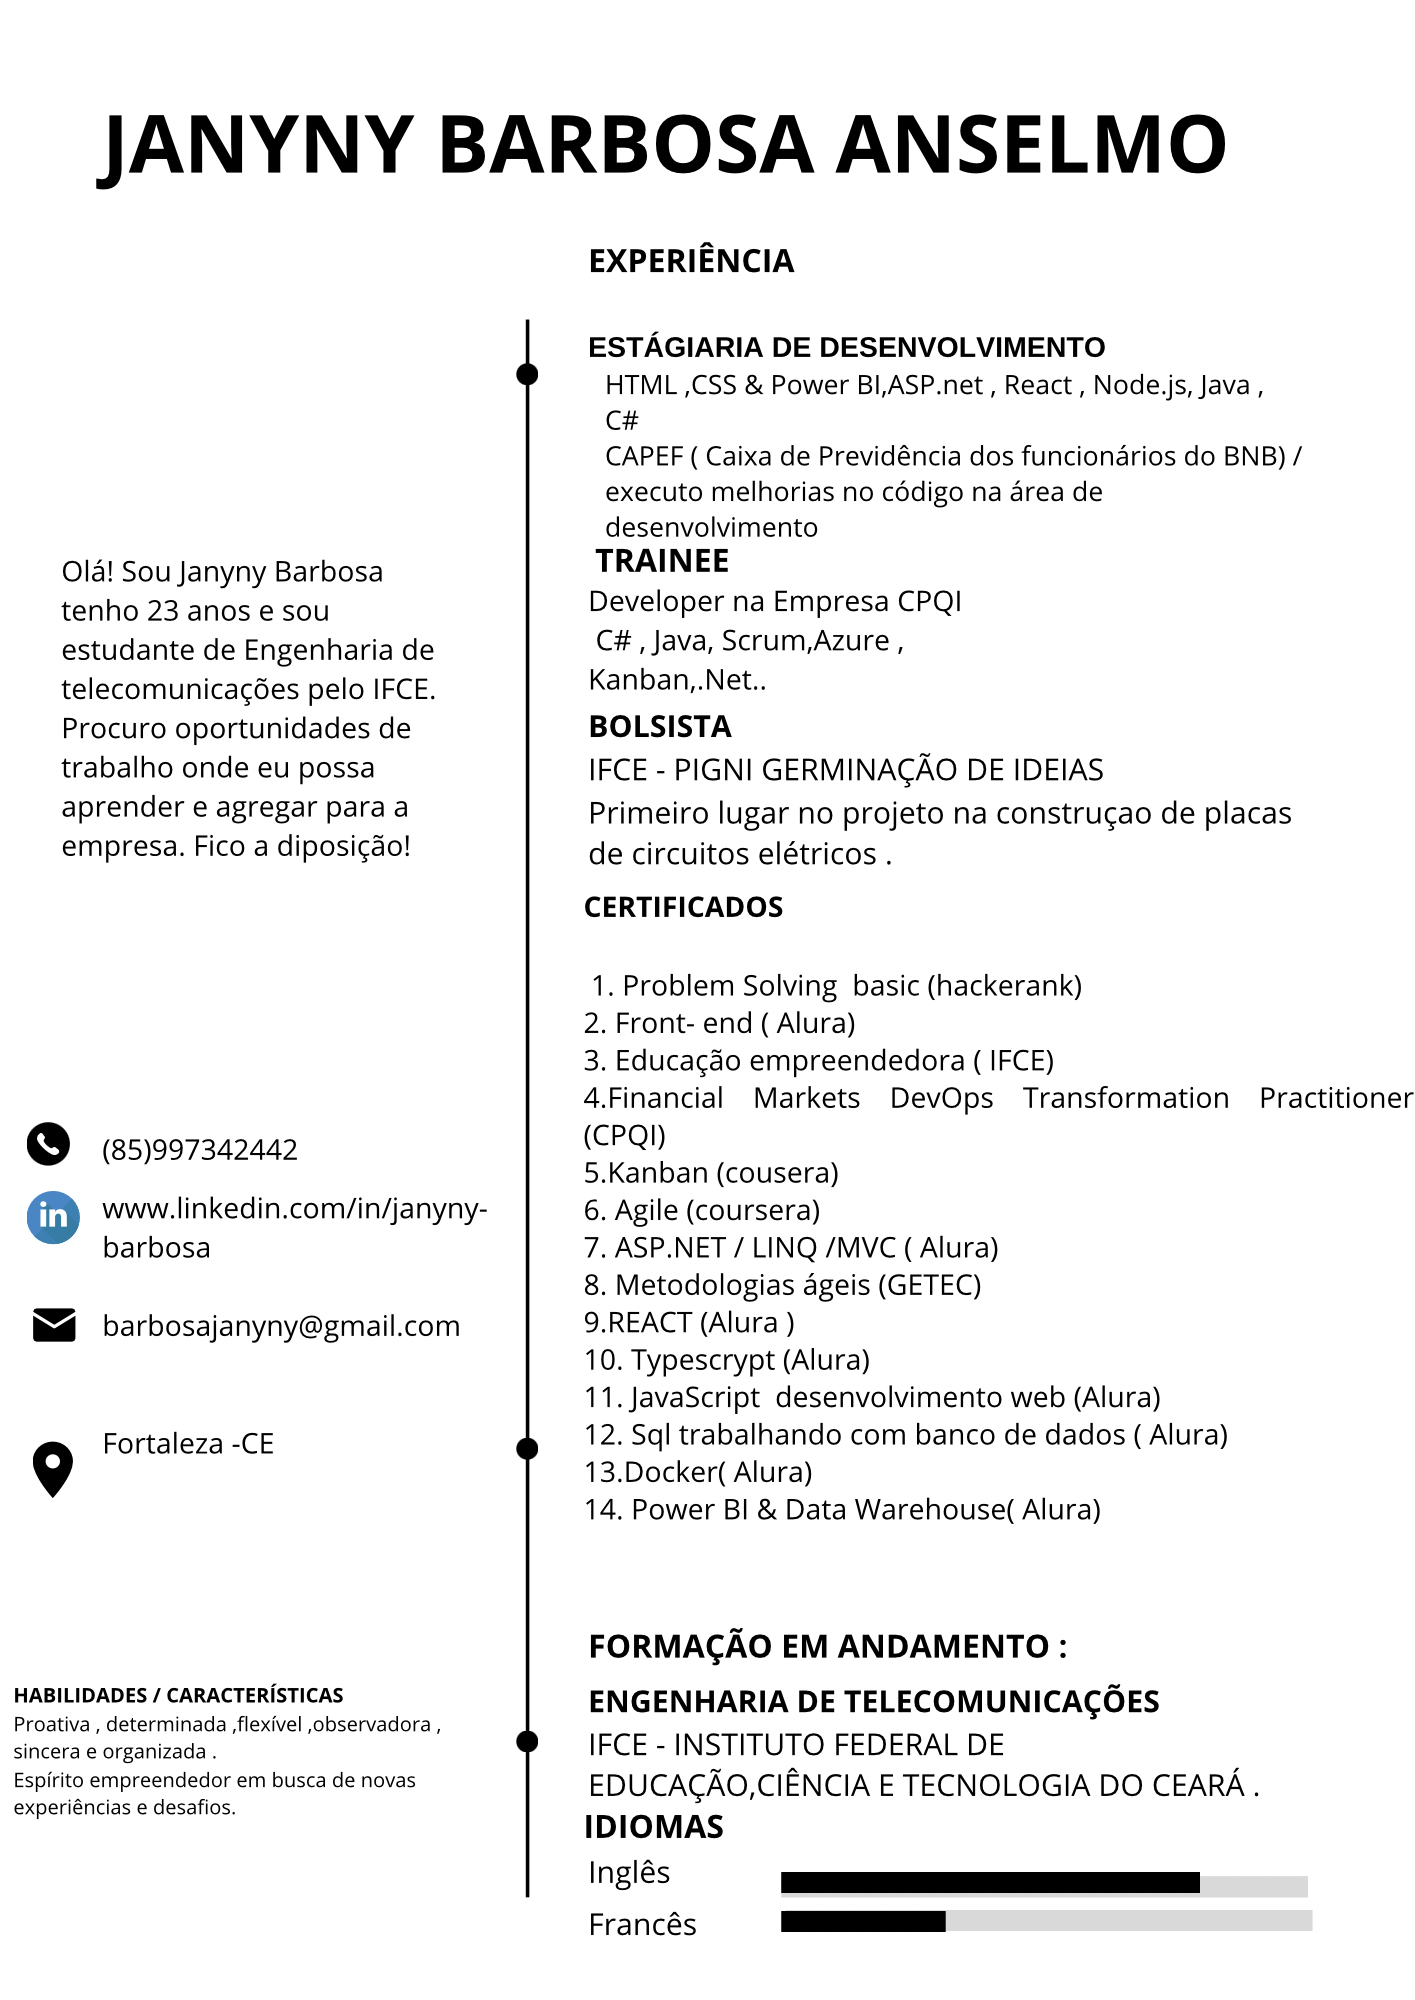 JANYNY BARBOSA ANSELMO
Olá! Sou Janyny Barbosa
tenho 23 anos e sou
estudante de Engenharia de
telecomunicações pelo IFCE.
Procuro oportunidades de
trabalho onde eu possa
aprender e agregar para a
empresa. Fico a diposição!
(85)997342442
in
www.linkedin.com/in/janyny-
barbosa
barbosajanyny@gmail.com
Fortaleza -CE
HABILIDADES / CARACTERÍSTICAS
Proativa , determinada ,flexível ,observadora ,
sincera e organizada .
Espírito empreendedor em busca de novas
experiências e desafios.
EXPERIÊNCIA
ESTÁGIARIA DE DESENVOLVIMENTO
HTML ,CSS & Power BI,ASP.net , React , Node.js, Java ,
C#
CAPEF ( Caixa de Previdência dos funcionários do BNB) /
executo melhorias no código na área de
desenvolvimento
TRAINEE
Developer na Empresa CPQI
C# , Java, Scrum,Azure ,
Kanban,.Net..
BOLSISTA
IFCE - PIGNI GERMINAÇÃO DE IDEIAS
Primeiro lugar no projeto na construçao de placas
de circuitos elétricos .
CERTIFICADOS
1. Problem Solving  basic (hackerank)
2. Front- end ( Alura)
3. Educação empreendedora ( IFCE)
4.Financial Markets DevOps Transformation Practitioner
(CPQI)
5.Kanban (cousera)
6. Agile (coursera)
7. ASP.NET / LINQ /MVC ( Alura)
8. Metodologias ágeis (GETEC)
9.REACT (Alura )
10. Typescrypt (Alura)
11. JavaScript  desenvolvimento web (Alura)
12. Sql trabalhando com banco de dados ( Alura)
13.Docker( Alura)
14. Power BI & Data Warehouse( Alura)
FORMAÇÃO EM ANDAMENTO :
ENGENHARIA DE TELECOMUNICAÇÕES
IFCE - INSTITUTO FEDERAL DE
EDUCAÇÃO,CIÊNCIA E TECNOLOGIA DO CEARÁ .
IDIOMAS
Inglês
Francês